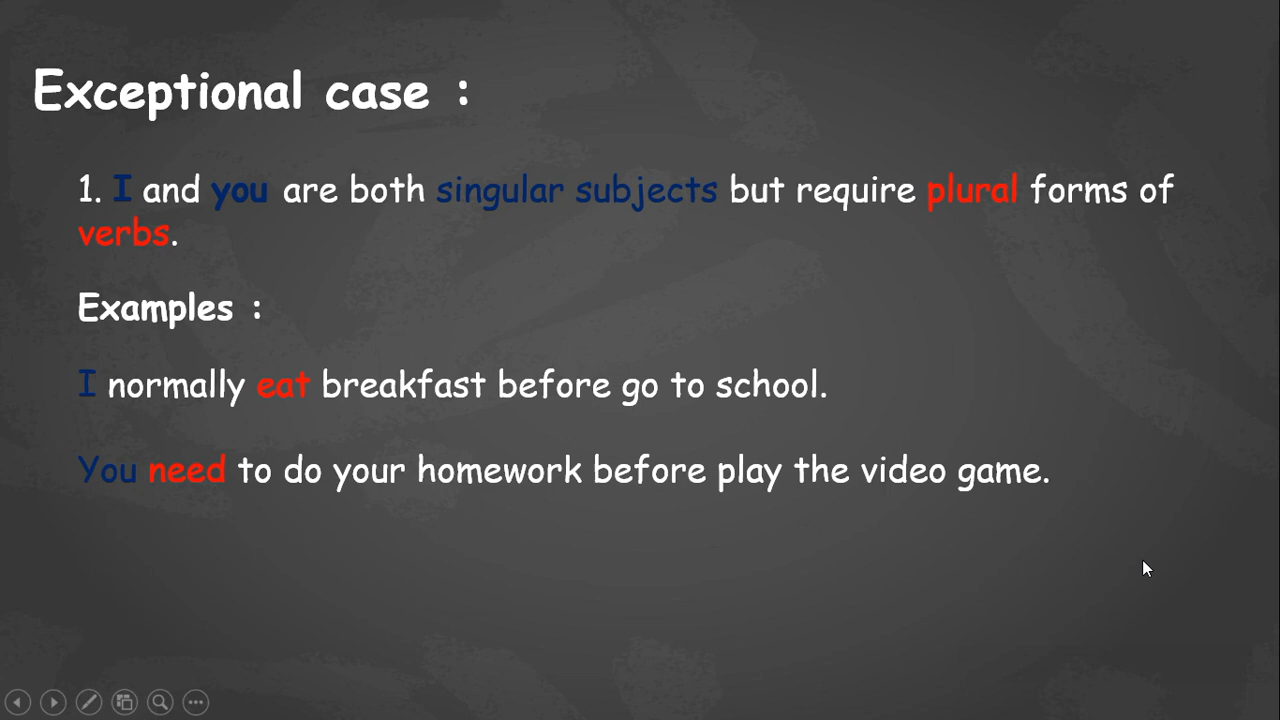 Exceptional case :
1. I and you are both singular subjects but require plural forms of
verbs.
Examples :
I normally eat breakfast before go to school.
You need to do your homework before play the video game.